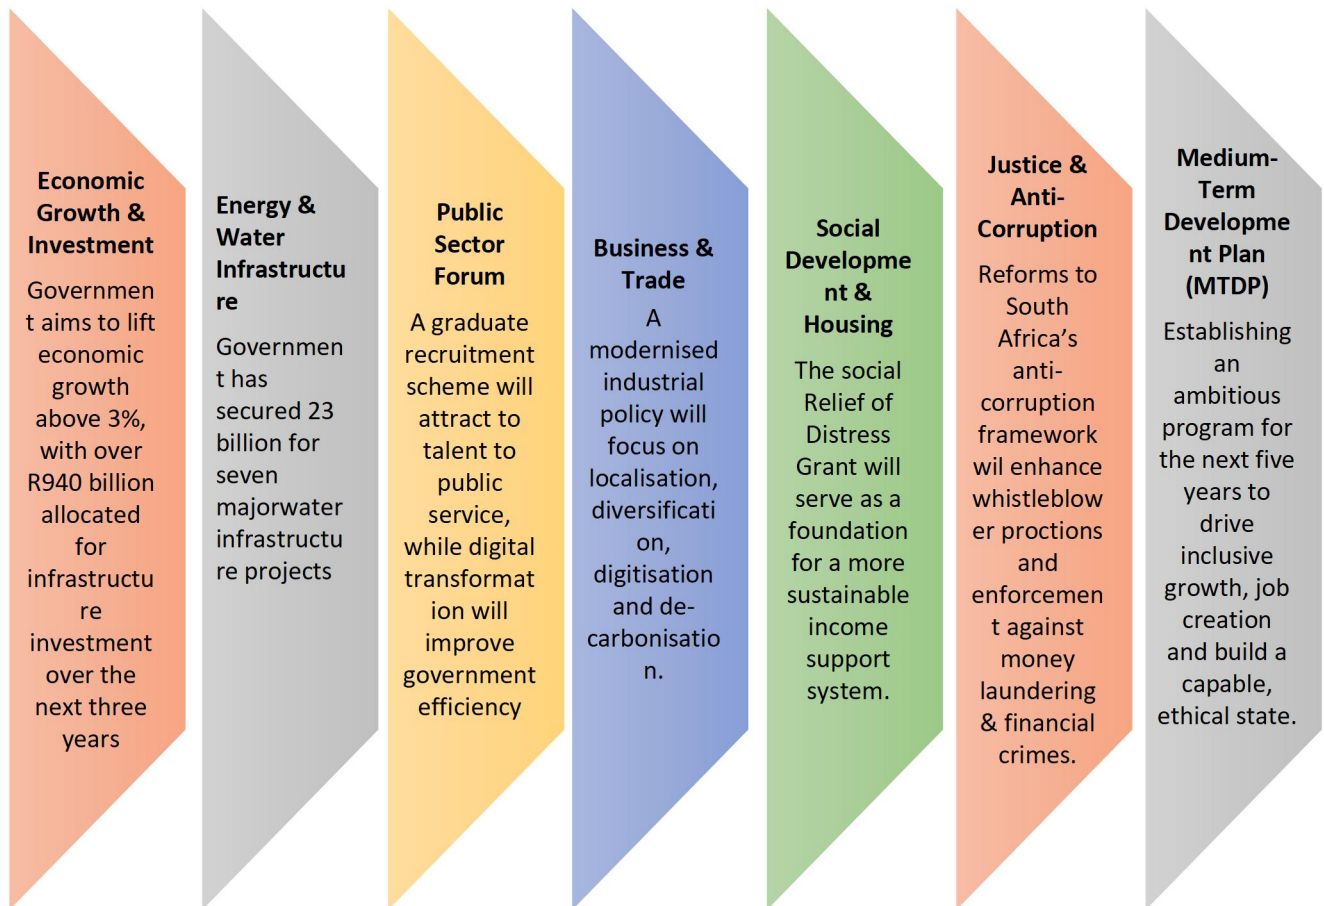 Economic
Growth &
Investment
Governmen
t aims to lift
economic
growth
above 3%,
with over
R940 billion
allocated
for
infrastructu
re
investment
over the
next three
years
Energy &
Water
Infrastructu
re
Governmen
t has
secured 23
billion for
seven
majorwater
infrastructu
re projects
Public
Sector
Forum
A graduate
recruitment
scheme will
attract to
talent to
public
service,
while digital
transformat
ion will
improve
government
efficiency
Business &
Trade
A
modernised
industrial
policy will
focus on
localisation,
diversificati
on,
digitisation
and de-
carbonisatio
n.
Social
Developme
nt &
Housing
The social
Relief of
Distress
Grant will
serve as a
foundation
for a more
sustainable
income
support
system.
Justice &
Anti-
Corruption
Reforms to
South
Africa’s
anti-
corruption
framework
wil enhance
whistleblow
er proctions
and
enforcemen
t against
money
laundering
& financial
crimes.
Medium-
Term
Developme
nt Plan
(MTDP)
Establishing
an
ambitious
program for
the next five
years to
drive
inclusive
growth, job
creation
and build a
capable,
ethical state.